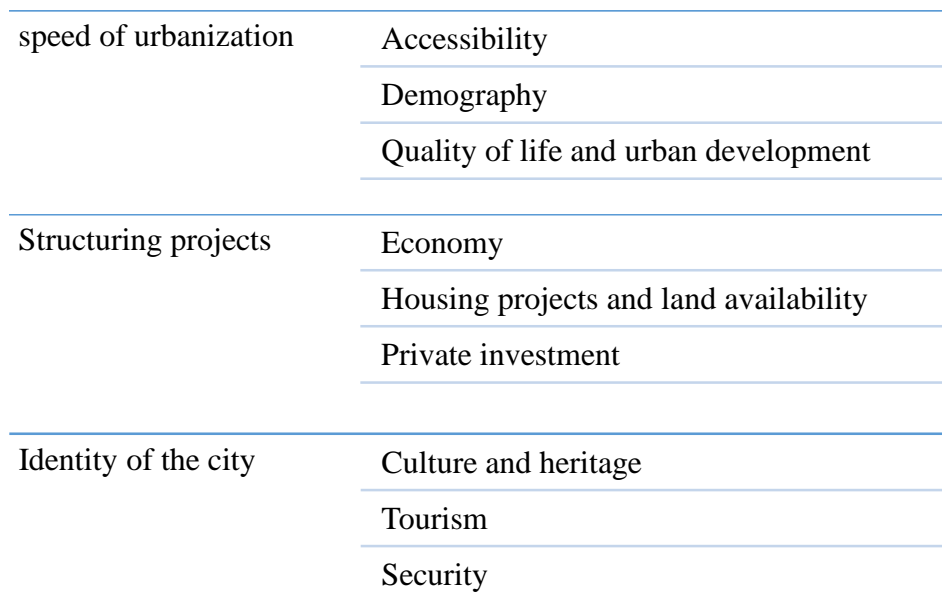 speed of urbanization
Accessibility
Demography
Quality of life and urban development
Structuring projects
Economy
Housing projects and land availability
Private investment
Identity of the city
Culture and heritage
Tourism
Security